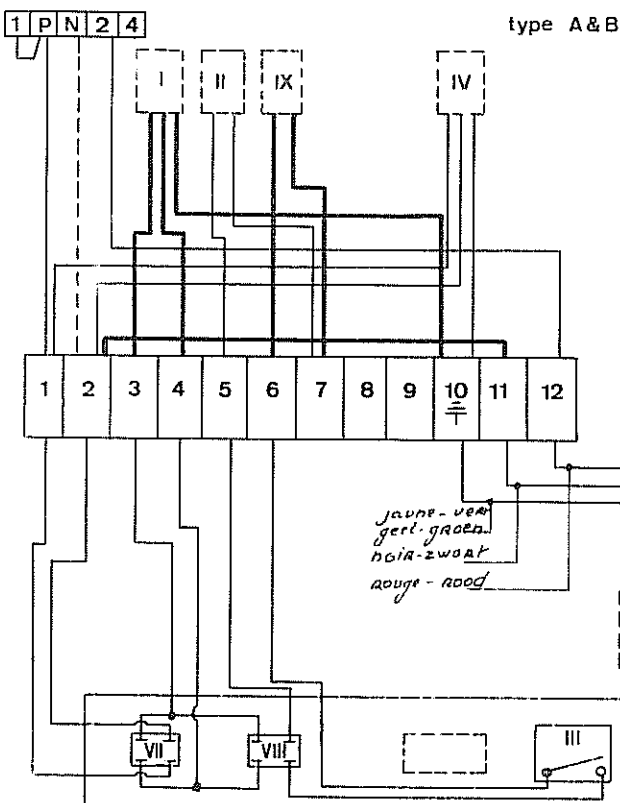 1 P N 2 4
type A & B
I II IX IV
1 2 3 4 5 6 7 8 9 10 11 12
jaune-vert
geel-groen
noir-zwart
rouge-rood
VII VIII III